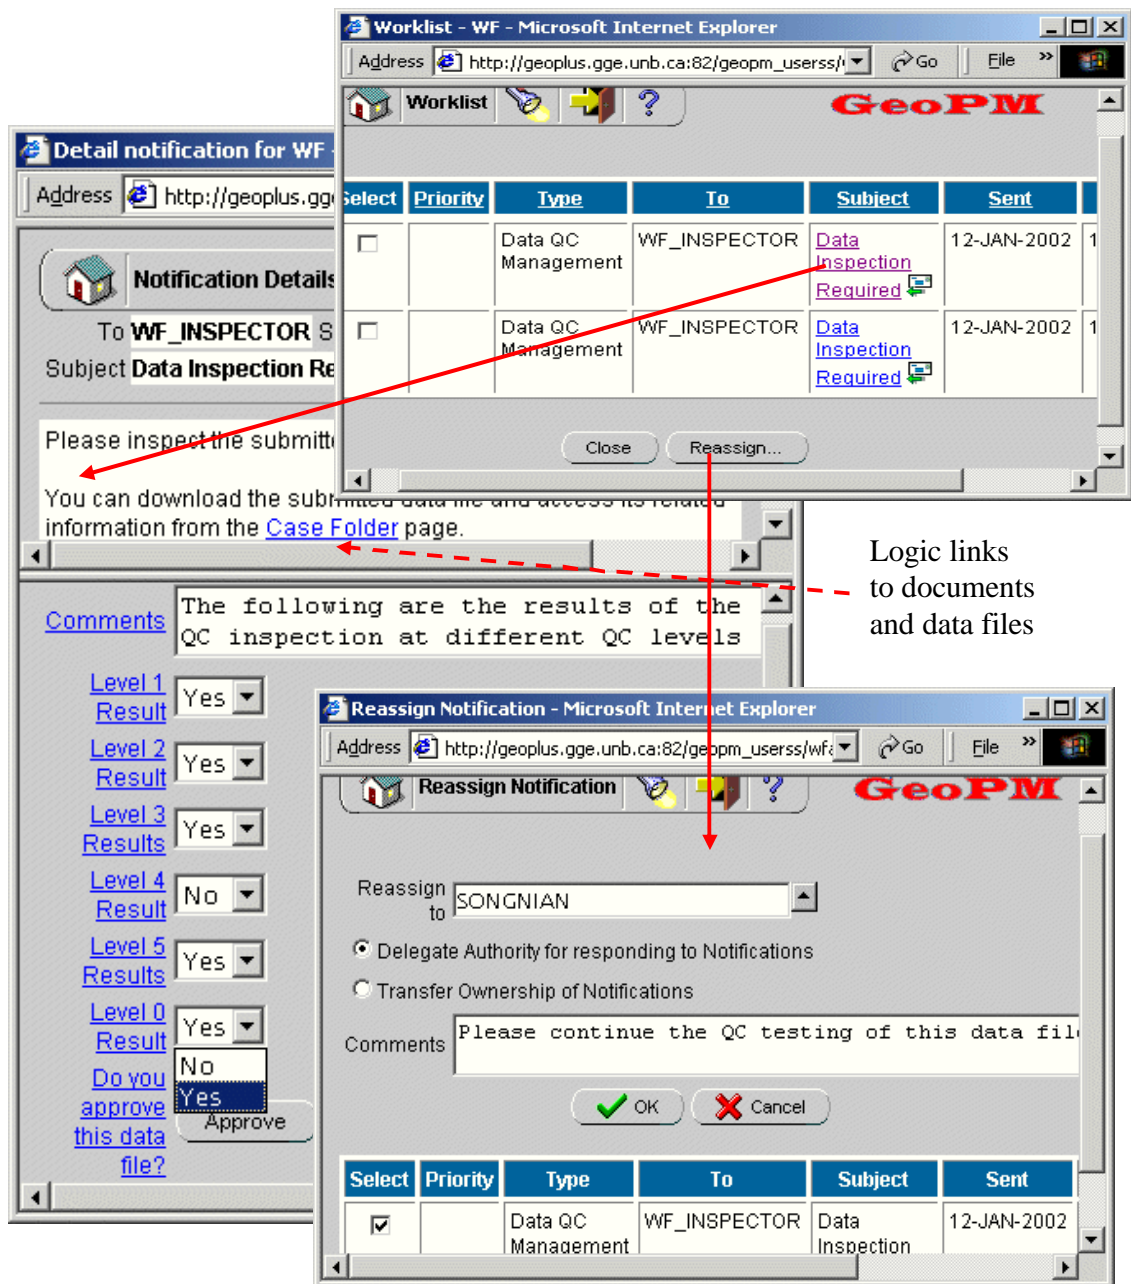 Worklist - WF - Microsoft Internet Explorer
Address http://geoplus.gge.unb.ca:82/geopm_userss/ Go File »
Worklist ? GeoPM
Select Priority Type To Subject Sent
Data QC Management WF_INSPECTOR Data Inspection Required 12-JAN-2002 1
Data QC Management WF_INSPECTOR Data Inspection Required 12-JAN-2002 1
Close Reassign...
Detail notification for WF -
Address http://geoplus.gg
Notification Details
To WF_INSPECTOR S
Subject Data Inspection Re
Please inspect the submitte
You can download the submitted data file and access its related
information from the Case Folder page.
Logic links
to documents
and data files
Comments The following are the results of the
QC inspection at different QC levels
Level 1 Result Yes
Level 2 Result Yes
Level 3 Results Yes
Level 4 Result No
Level 5 Results Yes
Level 0 Result Yes
No
Yes
Do you approve this data file?
Approve
Reassign Notification - Microsoft Internet Explorer
Address http://geoplus.gge.unb.ca:82/geopm_userss/wfa Go File »
Reassign Notification ? GeoPM
Reassign to SONGNIAN
Delegate Authority for responding to Notifications
Transfer Ownership of Notifications
Comments Please continue the QC testing of this data fil
OK Cancel
Select Priority Type To Subject Sent
Data QC Management WF_INSPECTOR Data Inspection 12-JAN-2002